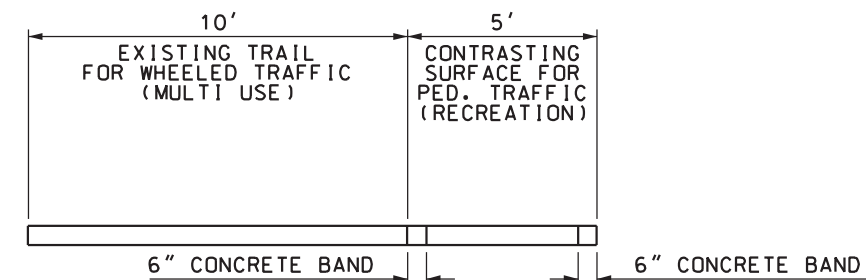 10'
5'
EXISTING TRAIL
FOR WHEELED TRAFFIC
(MULTI USE)
CONTRASTING
SURFACE FOR
PED. TRAFFIC
(RECREATION)
6" CONCRETE BAND
6" CONCRETE BAND